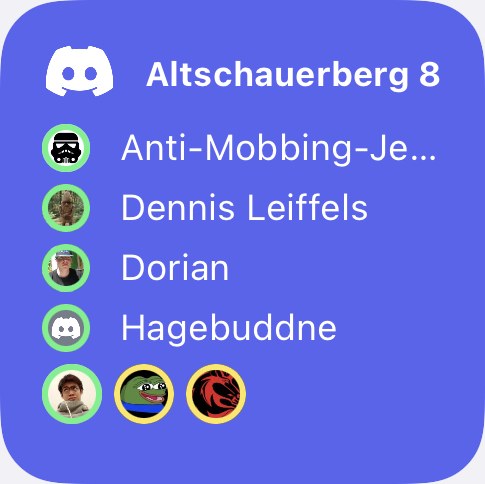 Altschauerberg 8
Anti-Mobbing-Je...
Dennis Leiffels
Dorian
Hagebuddne